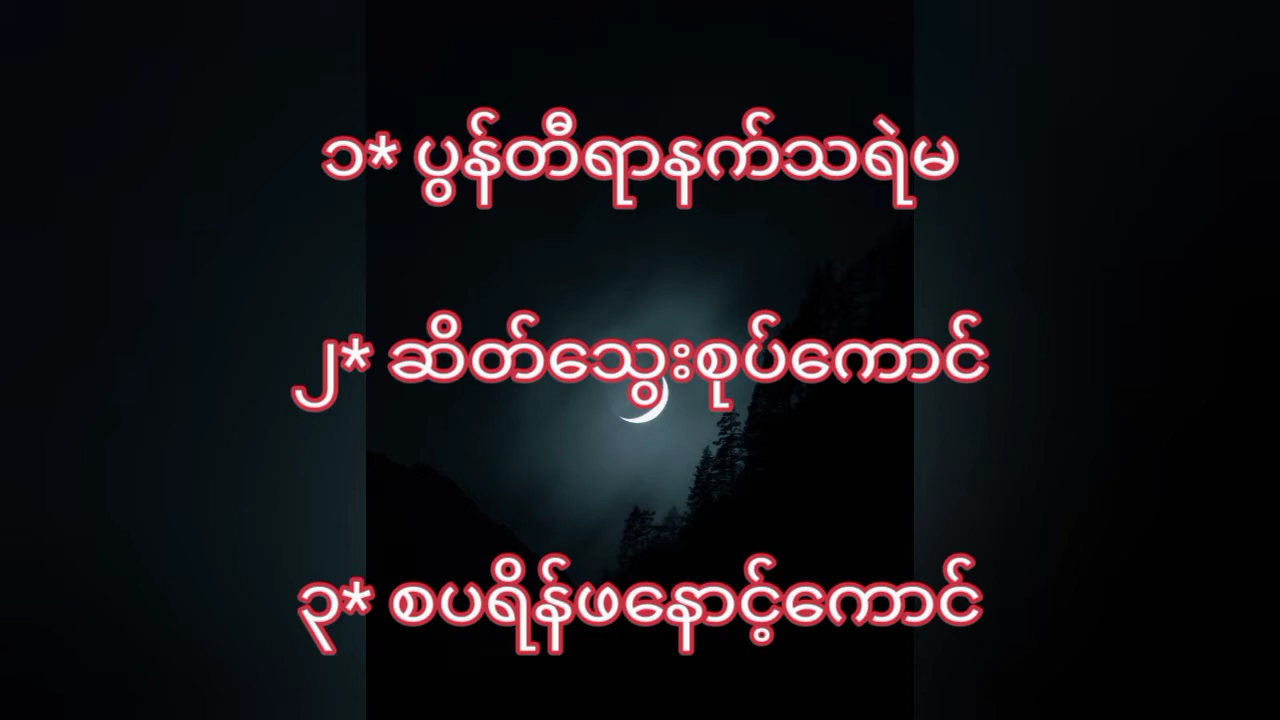 ၁* ပွန်တီရာနက်သရဲမ
၂* ဆိတ်သွေးစုပ်ကောင်
၃* စပရိန်ဖနောင့်ကောင်